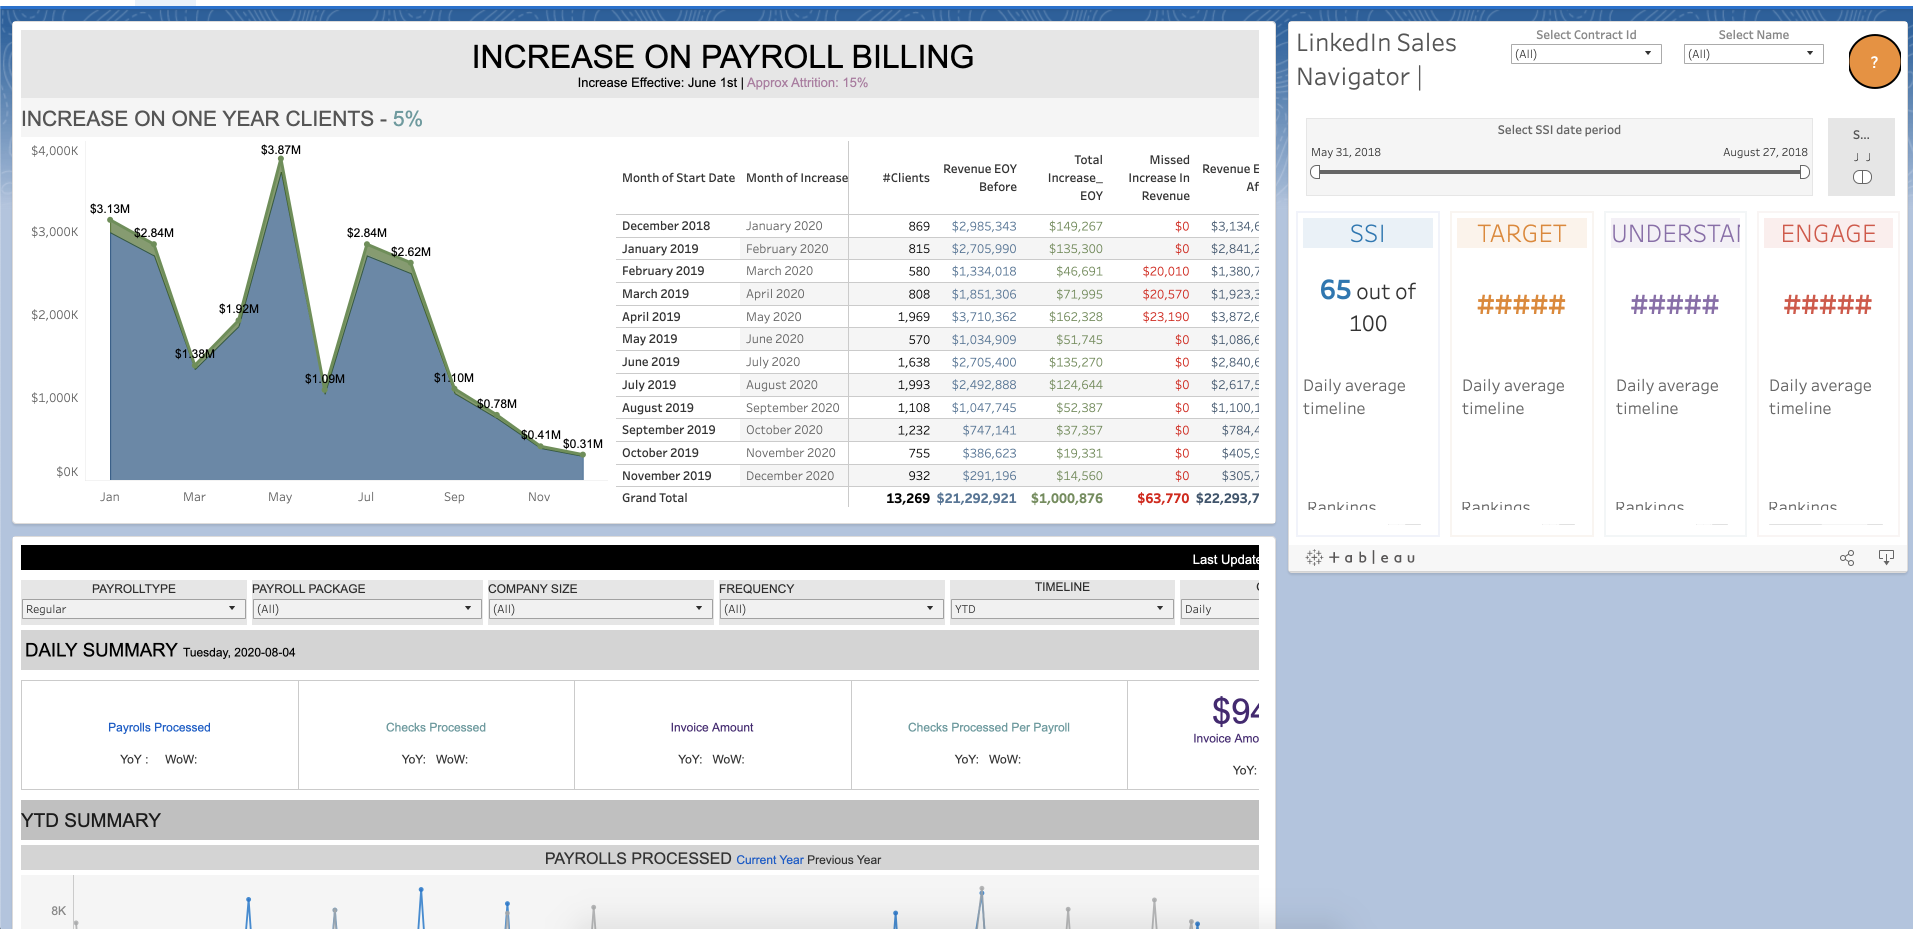 INCREASE ON PAYROLL BILLING
Increase Effective: June 1st | Approx Attrition: 15%
INCREASE ON ONE YEAR CLIENTS - 5%
$4,000K
$3,000K
$2,000K
$1,000K
$0K
$3.13M
$2.84M
$1.38M
$1.92M
$3.87M
$1.09M
$2.84M
$2.62M
$1.10M
$0.78M
$0.41M
$0.31M
Jan Mar May Jul Sep Nov
Month of Start Date Month of Increase #Clients Revenue EOY Before Total Increase_ EOY Missed Increase In Revenue Revenue E Af
December 2018 January 2020 869 $2,985,343 $149,267 $0 $3,134,6
January 2019 February 2020 815 $2,705,990 $135,300 $0 $2,841,2
February 2019 March 2020 580 $1,334,018 $46,691 $20,010 $1,380,7
March 2019 April 2020 808 $1,851,306 $71,995 $20,570 $1,923,3
April 2019 May 2020 1,969 $3,710,362 $162,328 $23,190 $3,872,6
May 2019 June 2020 570 $1,034,909 $51,745 $0 $1,086,6
June 2019 July 2020 1,638 $2,705,400 $135,270 $0 $2,840,6
July 2019 August 2020 1,993 $2,492,888 $124,644 $0 $2,617,5
August 2019 September 2020 1,108 $1,047,745 $52,387 $0 $1,100,1
September 2019 October 2020 1,232 $747,141 $37,357 $0 $784,4
October 2019 November 2020 755 $386,623 $19,331 $0 $405,9
November 2019 December 2020 932 $291,196 $14,560 $0 $305,7
Grand Total 13,269 $21,292,921 $1,000,876 $63,770 $22,293,7
LinkedIn Sales
Navigator |
Select Contract Id
(All)
Select Name
(All)
?
Select SSI date period
May 31, 2018 August 27, 2018
S...
SSI
65 out of
100
Daily average
timeline
Rankings
TARGET
#####
Daily average
timeline
Rankings
UNDERSTAI
#####
Daily average
timeline
Rankings
ENGAGE
#####
Daily average
timeline
Rankings
+ a b l e a u
Last Update
PAYROLLTYPE PAYROLL PACKAGE COMPANY SIZE FREQUENCY TIMELINE
Regular (All) (All) (All) YTD Daily
DAILY SUMMARY Tuesday, 2020-08-04
Payrolls Processed
YoY : WoW:
Checks Processed
YoY: WoW:
Invoice Amount
YoY: WoW:
Checks Processed Per Payroll
YoY: WoW:
$94
Invoice Amo
YoY:
YTD SUMMARY
PAYROLLS PROCESSED Current Year Previous Year
8K